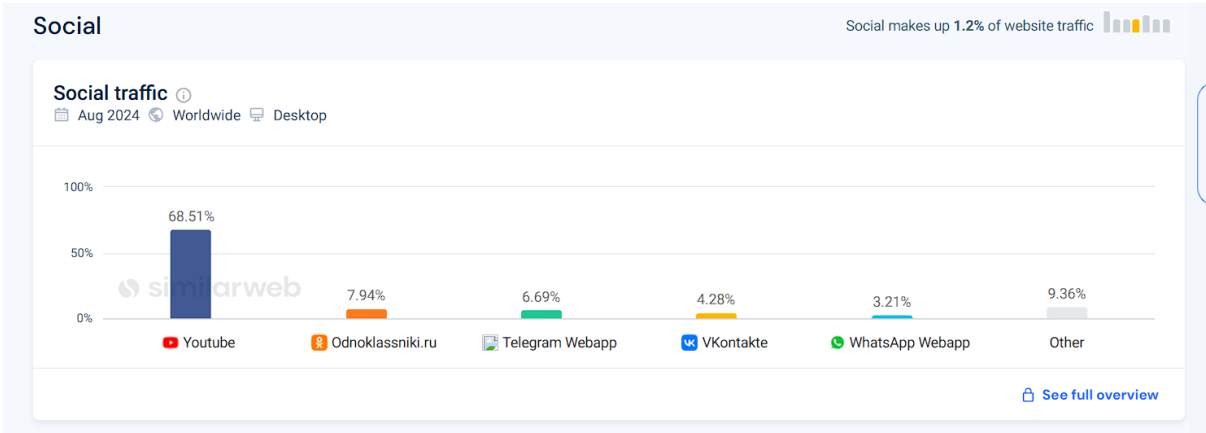 Social
Social makes up 1.2% of website traffic
Social traffic
Aug 2024 Worldwide Desktop
100%
50%
0%
68.51%
7.94%
6.69%
4.28%
3.21%
9.36%
similarweb
Youtube
Odnoklassniki.ru
Telegram Webapp
VKontakte
WhatsApp Webapp
Other
See full overview